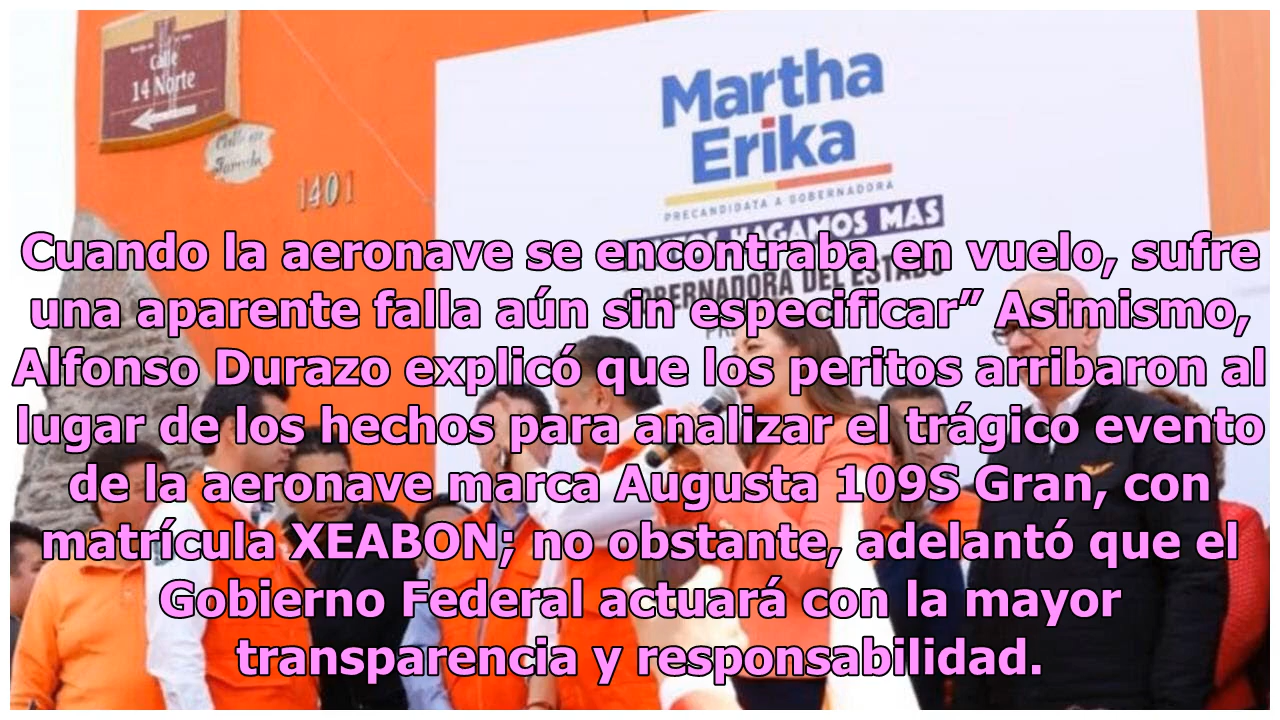 Calle
14 Norte
1401
Martha
Erika
PRECANDIDATA A GOBERNADORA
HAGAMOS MÁS
GOBERNADORA DEL ESTADO
Cuando la aeronave se encontraba en vuelo, sufre
una aparente falla aún sin especificar” Asimismo,
Alfonso Durazo explicó que los peritos arribaron al
lugar de los hechos para analizar el trágico evento
de la aeronave marca Augusta 109S Gran, con
matrícula XEABON; no obstante, adelantó que el
Gobierno Federal actuará con la mayor
transparencia y responsabilidad.